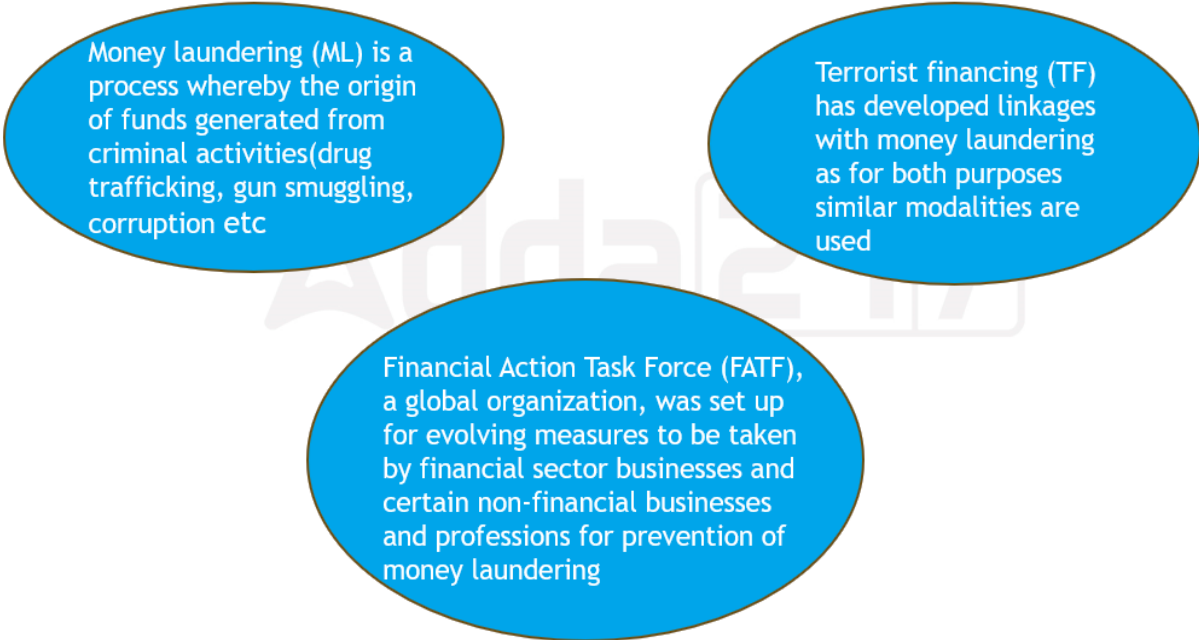 Money laundering (ML) is a
process whereby the origin
of funds generated from
criminal activities(drug
trafficking, gun smuggling,
corruption etc
Terrorist financing (TF)
has developed linkages
with money laundering
as for both purposes
similar modalities are
used
Adda 247
Financial Action Task Force (FATF),
a global organization, was set up
for evolving measures to be taken
by financial sector businesses and
certain non-financial businesses
and professions for prevention of
money laundering